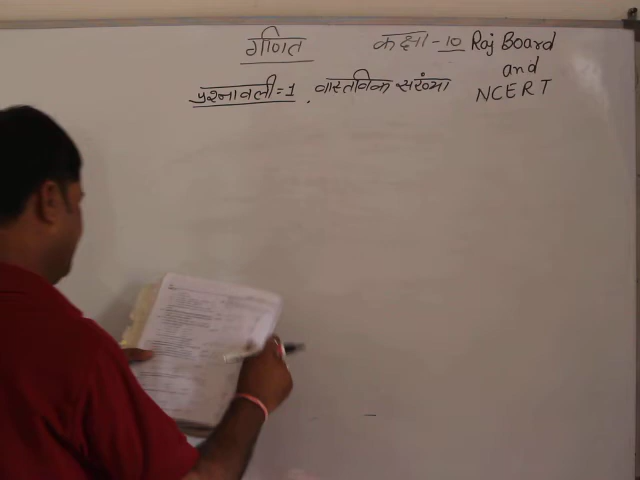 गणित कक्षा - 10 Raj Board
and
प्रश्नावली = 1 . वास्तविक संख्या NCERT